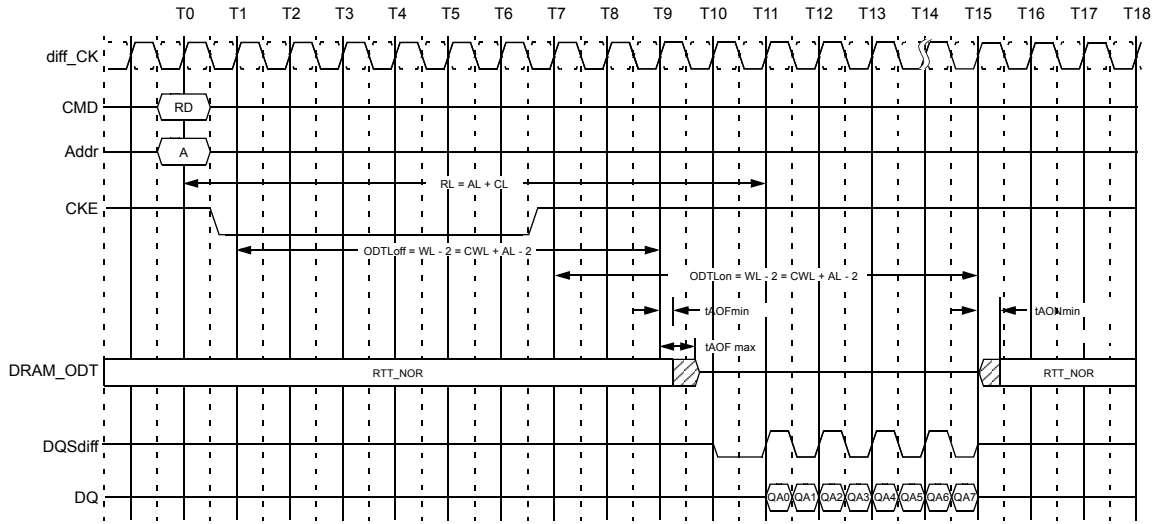 T0 T1 T2 T3 T4 T5 T6 T7 T8 T9 T10 T11 T12 T13 T14 T15 T16 T17 T18
diff_CK
CMD RD
Addr A
RL = AL + CL
CKE
ODTLoff = WL - 2 = CWL + AL - 2
ODTLon = WL - 2 = CWL + AL - 2
tAOFmin tAONmin
tAOF max
DRAM_ODT RTT_NOR RTT_NOR
DQSdiff
DQ QA0 QA1 QA2 QA3 QA4 QA5 QA6 QA7